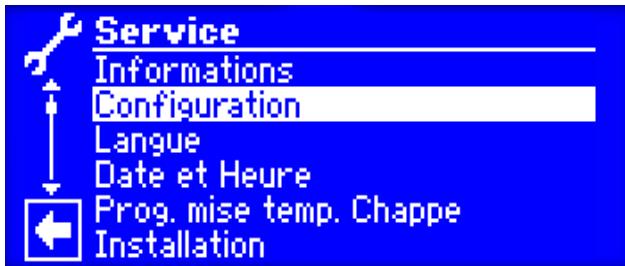 Service
Informations
Configuration
Langue
Date et Heure
Prog. mise temp. Chappe
Installation